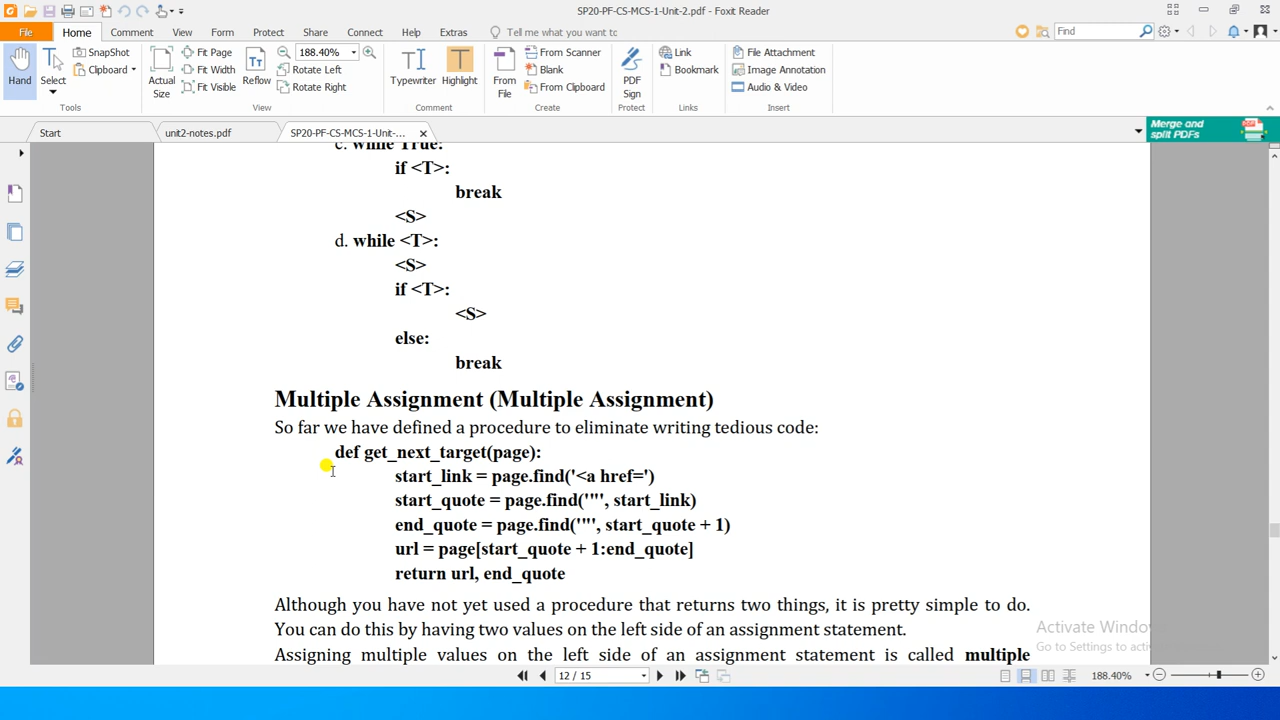 SP20-PF-CS-MCS-1-Unit-2.pdf - Foxit Reader
File Home Comment View Form Protect Share Connect Help Extras Tell me what you want tc Find
Hand
Select
SnapShot
Clipboard
Tools
Actual
Size
Fit Page
Fit Width
Fit Visible
Reflow
188.40%
Rotate Left
Rotate Right
View
Typewriter
Highlight
Comment
From
File
From Scanner
Blank
From Clipboard
Create
PDF
Sign
Protect
Link
Bookmark
Links
File Attachment
Image Annotation
Audio & Video
Insert
Start unit2-notes.pdf SP20-PF-CS-MCS-1-Unit-...
Merge and
split PDFs
c. while True:
if <T>:
break
<S>
d. while <T>:
<S>
if <T>:
<S>
else:
break
Multiple Assignment (Multiple Assignment)
So far we have defined a procedure to eliminate writing tedious code:
def get_next_target(page):
start_link = page.find('<a href=')
start_quote = page.find('"', start_link)
end_quote = page.find('"', start_quote + 1)
url = page[start_quote + 1:end_quote]
return url, end_quote
Although you have not yet used a procedure that returns two things, it is pretty simple to do.
You can do this by having two values on the left side of an assignment statement.
Assigning multiple values on the left side of an assignment statement is called multiple
Activate Windo
Go to Settings to acti
12 / 15
188.40%